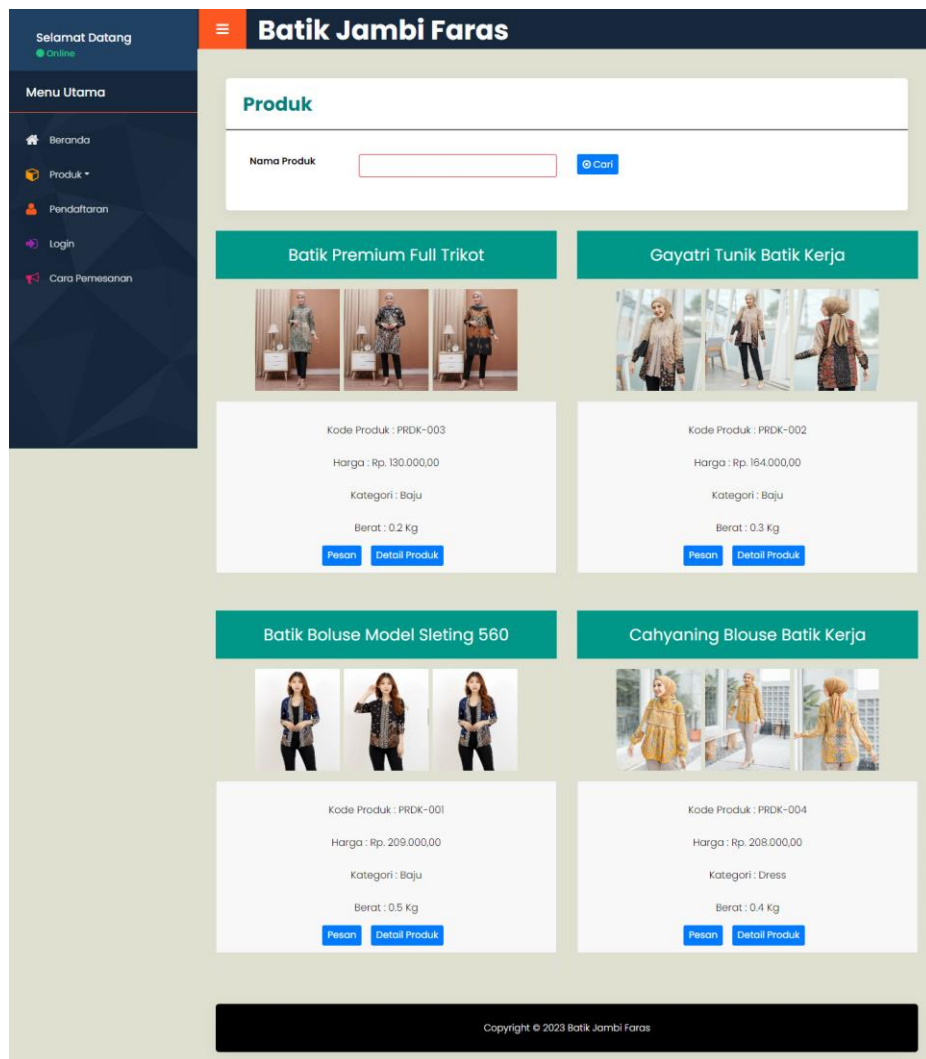 Selamat Datang
Online
Batik Jambi Faras
Menu Utama
Beranda
Produk
Pendaftaran
Login
Cara Pemesanan
Produk
Nama Produk
Cari
Batik Premium Full Trikot
Kode Produk : PRDK-003
Harga : Rp. 130.000,00
Kategori : Baju
Berat : 0.2 Kg
Pesan Detail Produk
Gayatri Tunik Batik Kerja
Kode Produk : PRDK-002
Harga : Rp. 164.000,00
Kategori : Baju
Berat : 0.3 Kg
Pesan Detail Produk
Batik Boluse Model Sleting 560
Kode Produk : PRDK-001
Harga : Rp. 209.000,00
Kategori : Baju
Berat : 0.5 Kg
Pesan Detail Produk
Cahyaning Blouse Batik Kerja
Kode Produk : PRDK-004
Harga : Rp. 208.000,00
Kategori : Dress
Berat : 0.4 Kg
Pesan Detail Produk
Copyright © 2023 Batik Jambi Faras